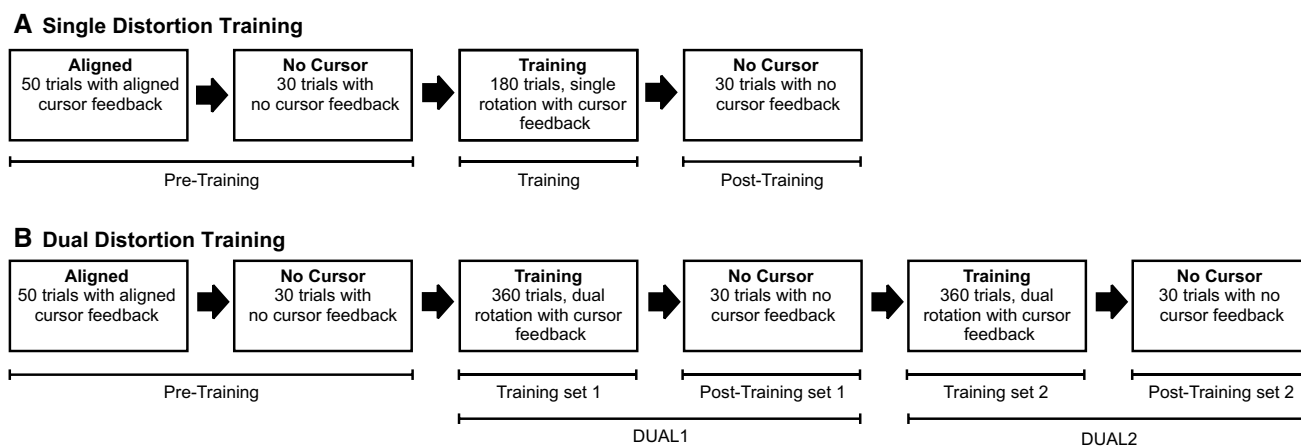 A Single Distortion Training
Aligned
50 trials with aligned
cursor feedback
No Cursor
30 trials with
no cursor feedback
Training
180 trials, single
rotation with cursor
feedback
No Cursor
30 trials with no
cursor feedback
Pre-Training
Training
Post-Training
B Dual Distortion Training
Aligned
50 trials with aligned
cursor feedback
No Cursor
30 trials with
no cursor feedback
Training
360 trials, dual
rotation with cursor
feedback
No Cursor
30 trials with no
cursor feedback
Training
360 trials, dual
rotation with cursor
feedback
No Cursor
30 trials with no
cursor feedback
Pre-Training
Training set 1
Post-Training set 1
Training set 2
Post-Training set 2
DUAL1
DUAL2